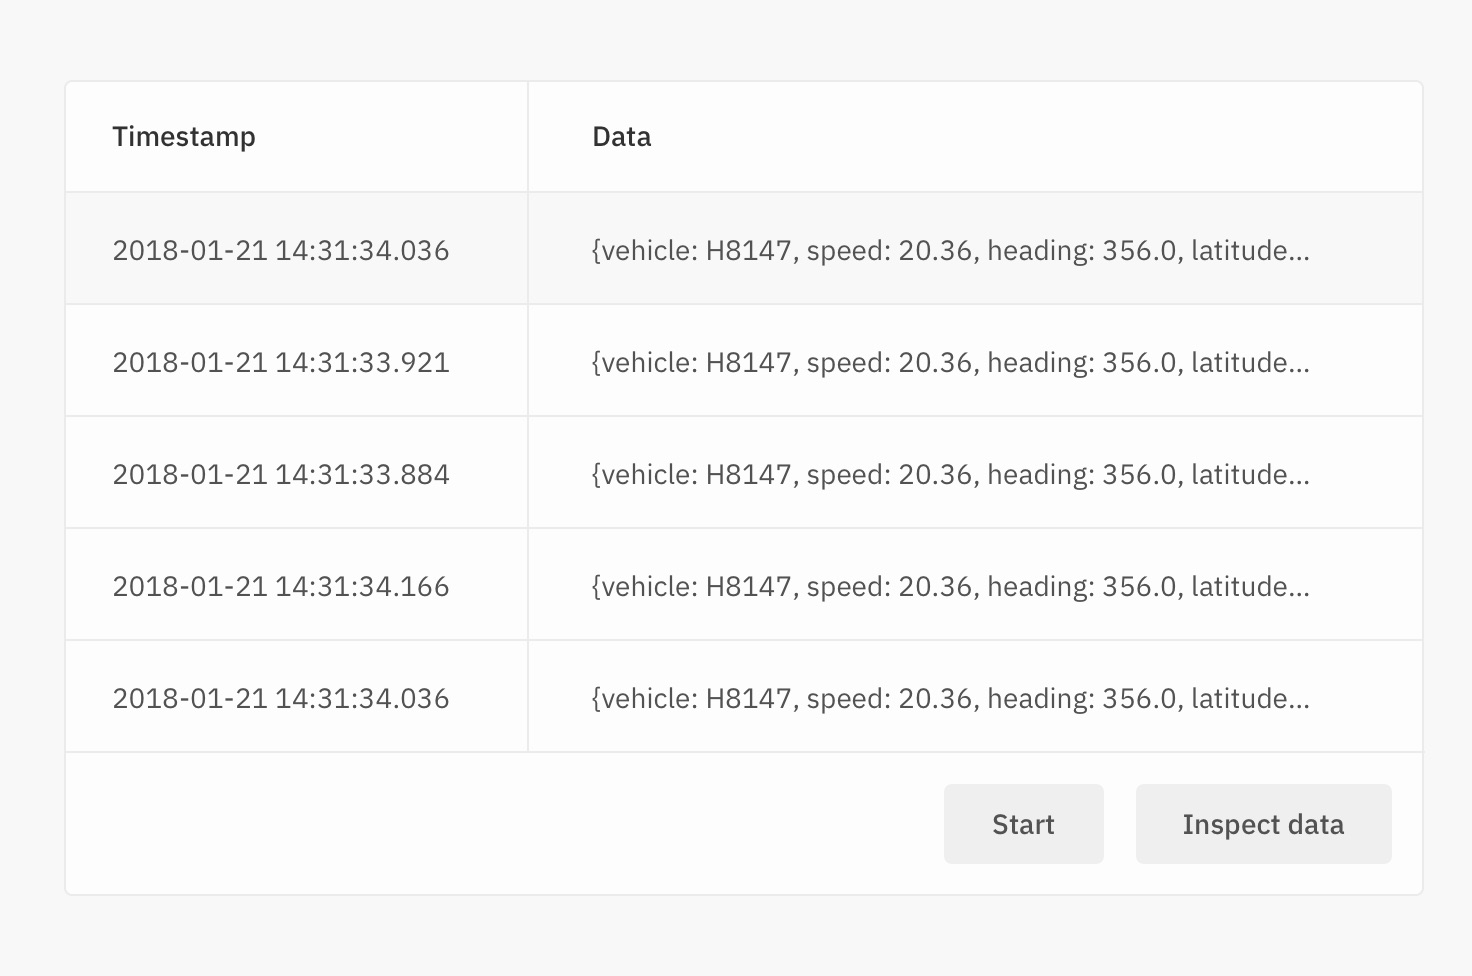 Timestamp Data
2018-01-21 14:31:34.036 {vehicle: H8147, speed: 20.36, heading: 356.0, latitude...
2018-01-21 14:31:33.921 {vehicle: H8147, speed: 20.36, heading: 356.0, latitude...
2018-01-21 14:31:33.884 {vehicle: H8147, speed: 20.36, heading: 356.0, latitude...
2018-01-21 14:31:34.166 {vehicle: H8147, speed: 20.36, heading: 356.0, latitude...
2018-01-21 14:31:34.036 {vehicle: H8147, speed: 20.36, heading: 356.0, latitude...
Start Inspect data